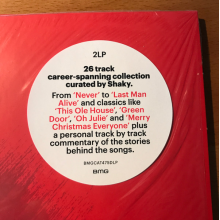 2LP
26 track
career-spanning collection
curated by Shaky.
From 'Never' to 'Last Man
Alive' and classics like
'This Ole House', 'Green
Door', 'Oh Julie' and 'Merry
Christmas Everyone' plus
a personal track by track
commentary of the stories
behind the songs.
BMGCAT475DLP
BMG